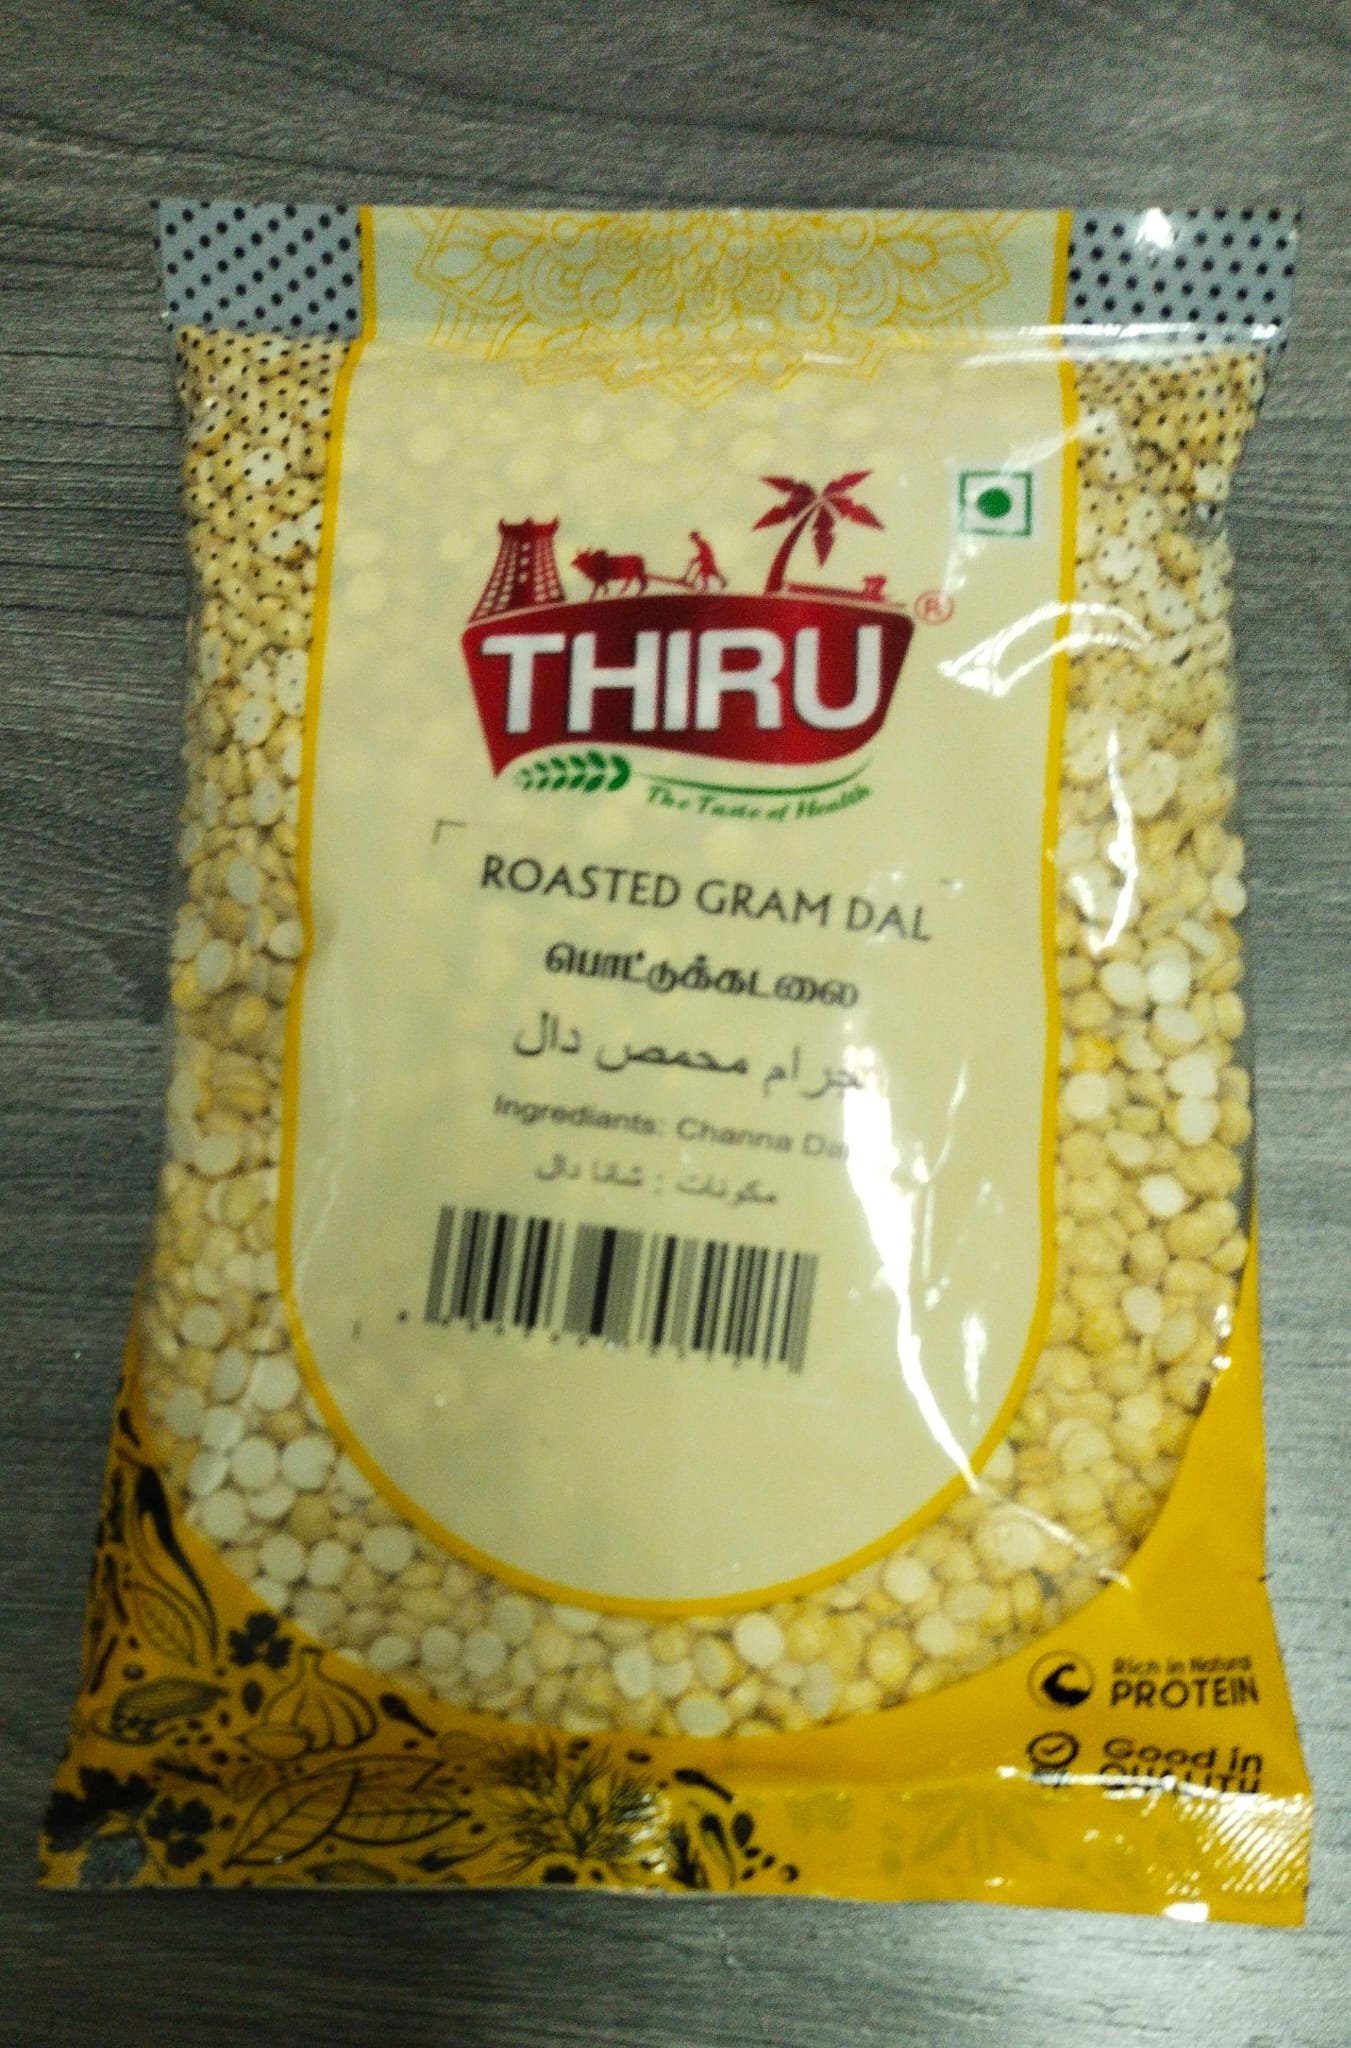 THIRU
®
The Taste of Health
ROASTED GRAM DAL
பொட்டுக்கடலை
جرام محمص دال
Ingrediants: Channa Dal
مكونات : شانا دال
Rich in Natural
PROTEIN
Good in
QUALITY